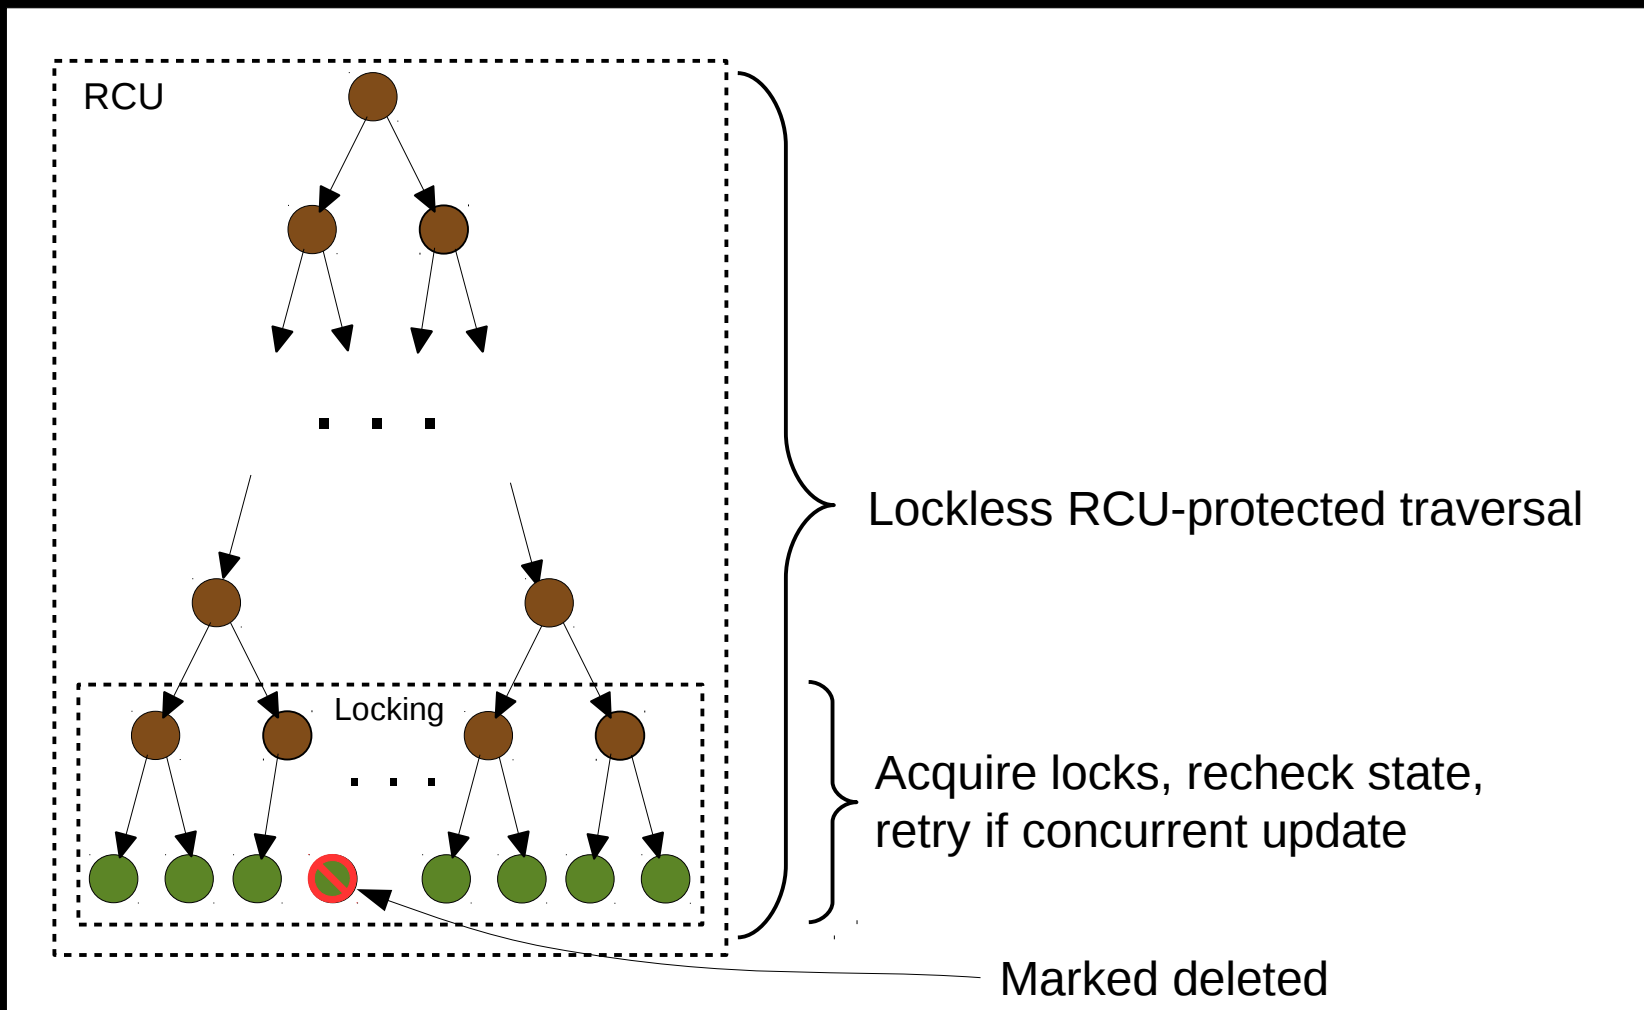 RCU
Lockless RCU-protected traversal
Locking
Acquire locks, recheck state,
retry if concurrent update
Marked deleted